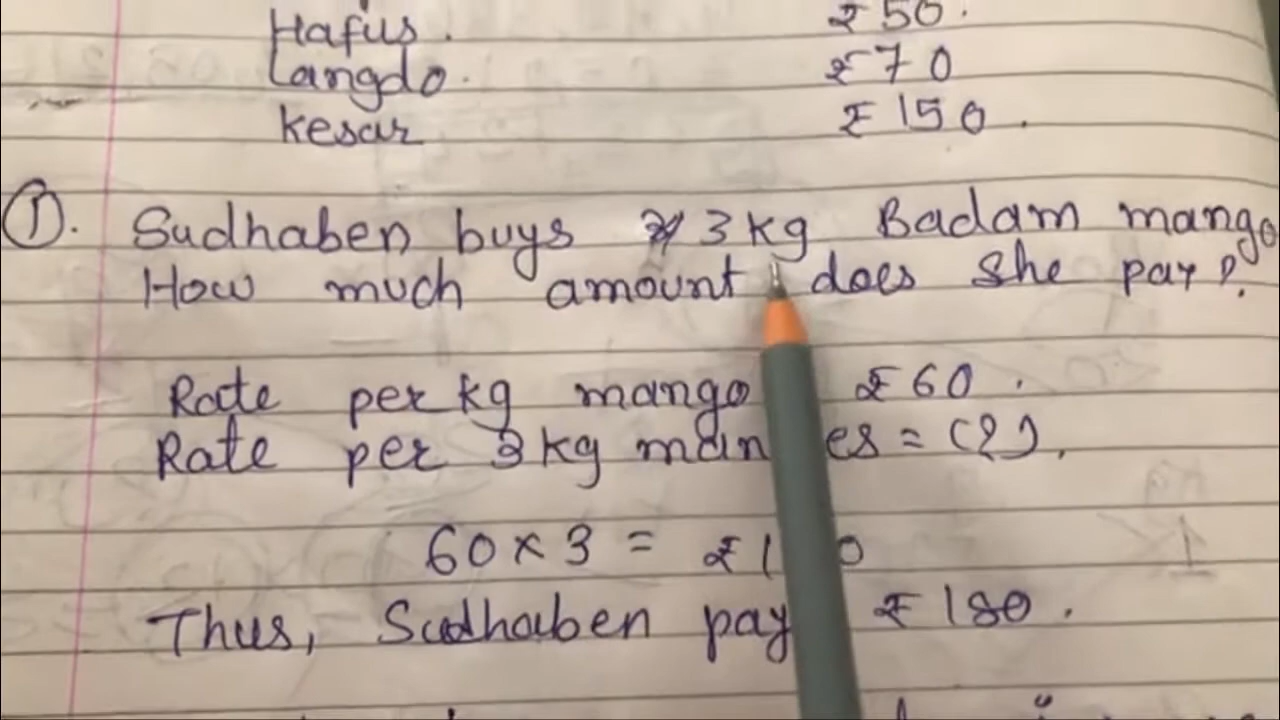 Hafus. ₹50.
Langdo. ₹70
Kesar ₹150.
①. Sudhaben buys 3kg Badam mango
How much amount does she pay?.
Rate per kg mango ₹60.
Rate per 3kg man es = (?).
60×3 = ₹1 0
Thus, Sudhaben pay ₹180.